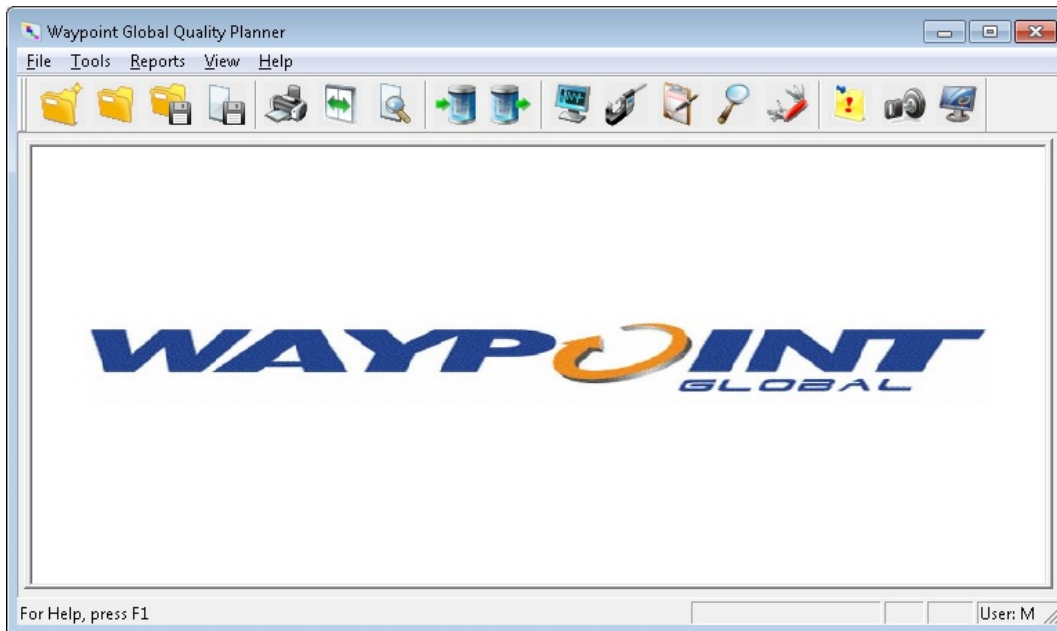 Waypoint Global Quality Planner
File Tools Reports View Help
WAYPOINT
GLOBAL
For Help, press F1
User: M